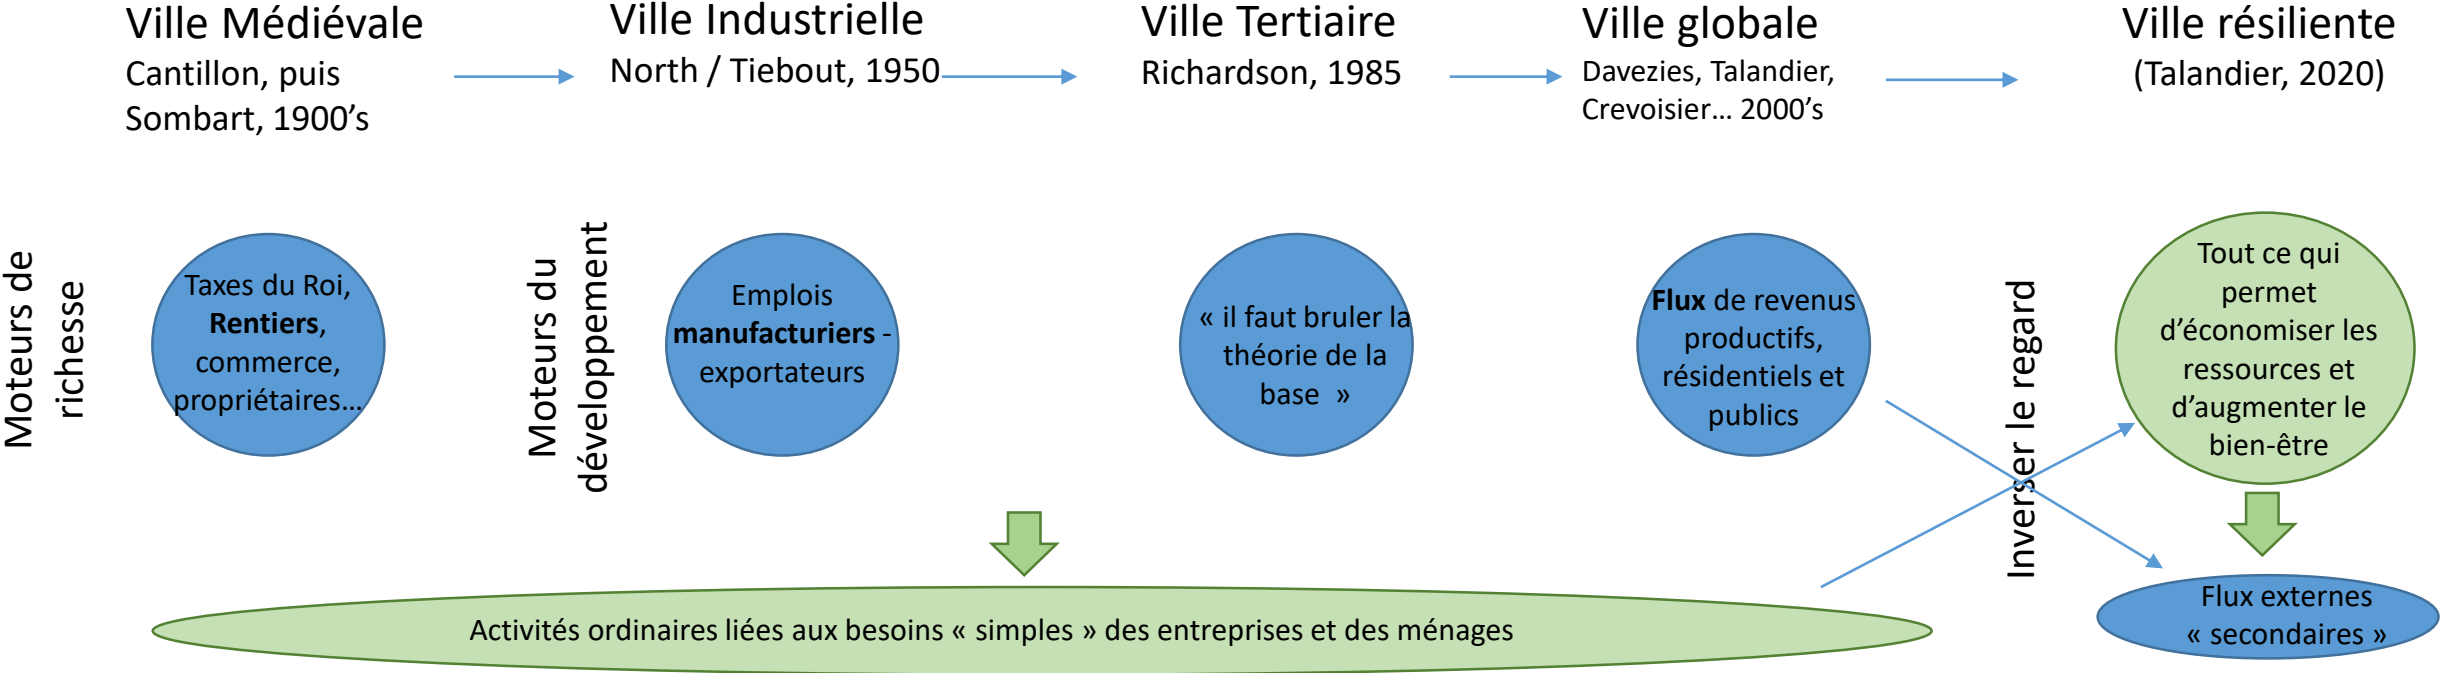 Ville Médiévale
Cantillon, puis
Sombart, 1900’s
Ville Industrielle
North / Tiebout, 1950
Ville Tertiaire
Richardson, 1985
Ville globale
Davezies, Talandier,
Crevoisier… 2000’s
Ville résiliente
(Talandier, 2020)
Moteurs de
richesse
Taxes du Roi,
Rentiers,
commerce,
propriétaires…
Moteurs du
développement
Emplois
manufacturiers -
exportateurs
« il faut bruler la
théorie de la
base  »
Flux de revenus
productifs,
résidentiels et
publics
Inverser le regard
Tout ce qui
permet
d’économiser les
ressources et
d’augmenter le
bien-être
Activités ordinaires liées aux besoins « simples » des entreprises et des ménages
Flux externes
« secondaires »